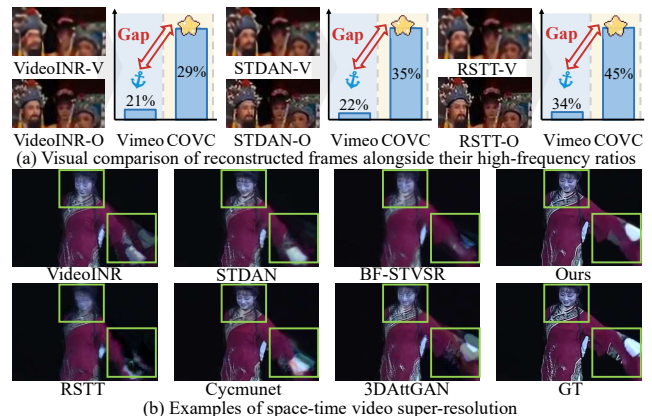 Gap
29%
21%
VideoINR-V
VideoINR-O
Vimeo COVC
Gap
35%
22%
STDAN-V
STDAN-O
Vimeo COVC
Gap
45%
34%
RSTT-V
RSTT-O
Vimeo COVC
(a) Visual comparison of reconstructed frames alongside their high-frequency ratios
VideoINR
STDAN
BF-STVSR
Ours
RSTT
Cycmunet
3DAttGAN
GT
(b) Examples of space-time video super-resolution